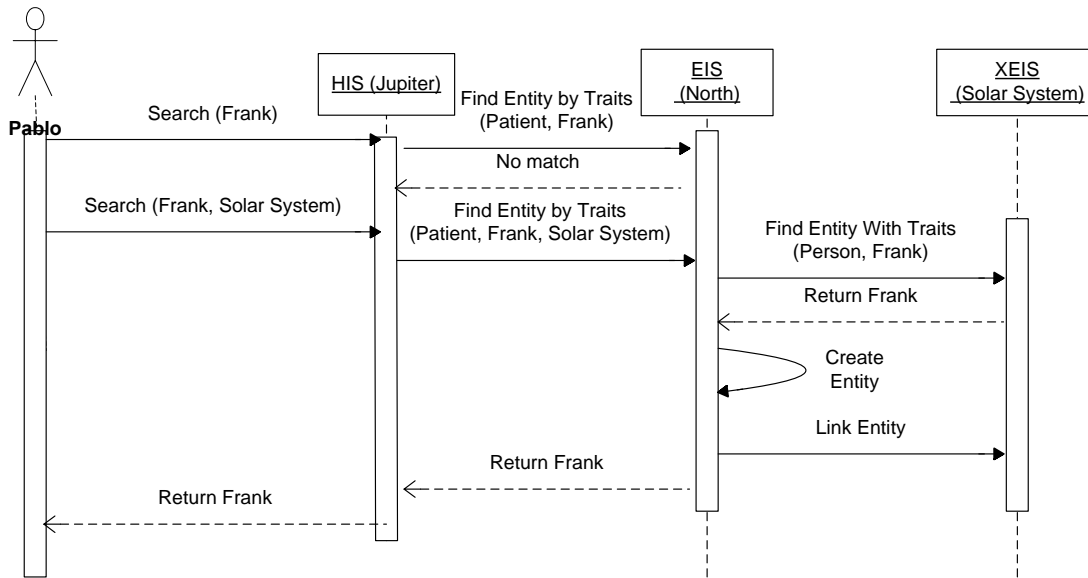 EIS
(North)
XEIS
(Solar System)
HIS (Jupiter)
Pablo
Search (Frank)
Find Entity by Traits
(Patient, Frank)
No match
Search (Frank, Solar System)
Find Entity by Traits
(Patient, Frank, Solar System)
Find Entity With Traits
(Person, Frank)
Return Frank
Create
Entity
Link Entity
Return Frank
Return Frank